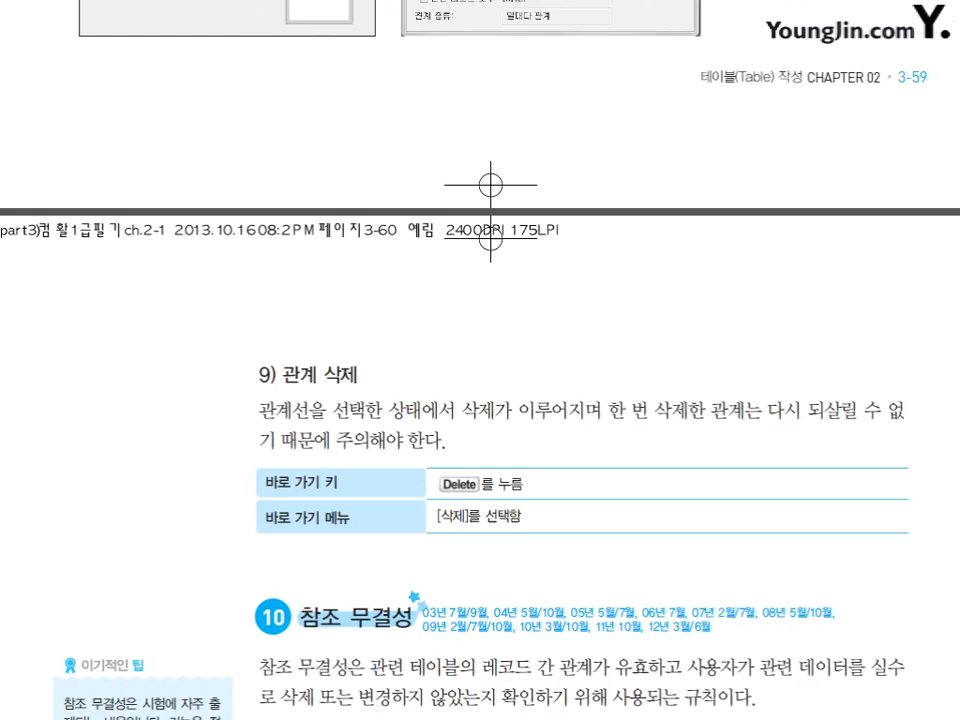 관계 종류:
일대다 관계
YoungJin.com Y.
테이블(Table) 작성 CHAPTER 02 • 3-59
part3)컴활1급필기ch.2-1 2013.10.1608:2PM페이지3-60 예림 2400DPI 175LPI
9) 관계 삭제
관계선을 선택한 상태에서 삭제가 이루어지며 한 번 삭제한 관계는 다시 되살릴 수 없
기 때문에 주의해야 한다.
바로 가기 키
Delete를 누름
바로 가기 메뉴
[삭제]를 선택함
10 참조 무결성
03년 7월/9월, 04년 5월/10월, 05년 5월/7월, 06년 7월, 07년 2월/7월, 08년 5월/10월,
09년 2월/7월/10월, 10년 3월/10월, 11년 10월, 12년 3월/6월
참조 무결성은 관련 테이블의 레코드 간 관계가 유효하고 사용자가 관련 데이터를 실수
로 삭제 또는 변경하지 않았는지 확인하기 위해 사용되는 규칙이다.
이기적인 팁
참조 무결성은 시험에 자주 출